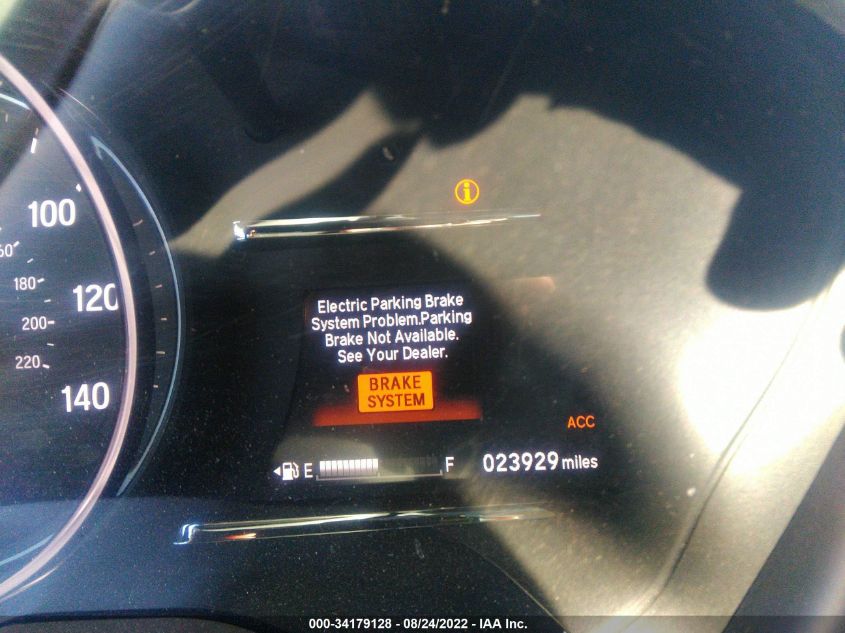 100
120
140
60
180
200
220
i
Electric Parking Brake
System Problem.Parking
Brake Not Available.
See Your Dealer.
BRAKE
SYSTEM
ACC
E
F
023929 miles
000-34179128 - 08/24/2022 - IAA Inc.